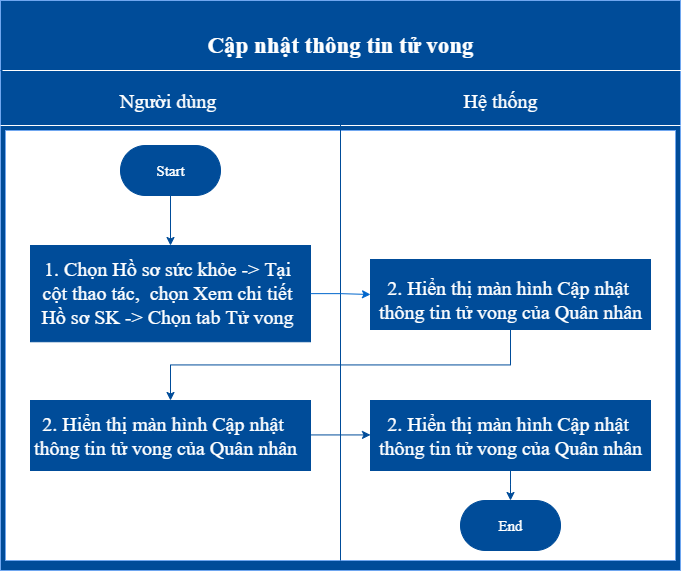 Cập nhật thông tin tử vong
Người dùng
Hệ thống
Start
1. Chọn Hồ sơ sức khỏe -> Tại
cột thao tác, chọn Xem chi tiết
Hồ sơ SK -> Chọn tab Tử vong
2. Hiển thị màn hình Cập nhật
thông tin tử vong của Quân nhân
2. Hiển thị màn hình Cập nhật
thông tin tử vong của Quân nhân
2. Hiển thị màn hình Cập nhật
thông tin tử vong của Quân nhân
End